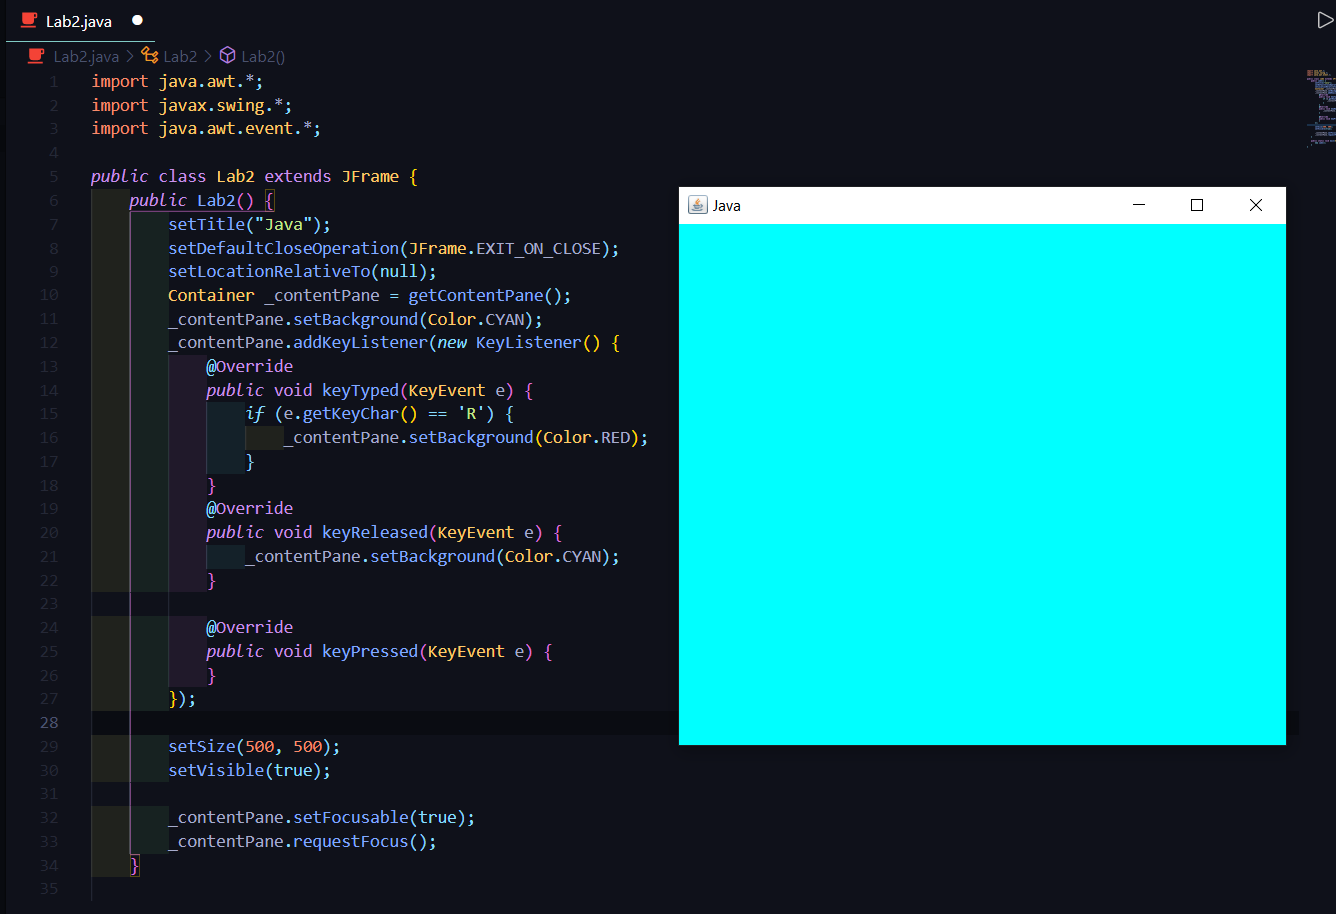 Lab2.java
Lab2.java > Lab2 > Lab2()
1 import java.awt.*;
2 import javax.swing.*;
3 import java.awt.event.*;
4
5 public class Lab2 extends JFrame {
6 public Lab2() {
7 setTitle("Java");
8 setDefaultCloseOperation(JFrame.EXIT_ON_CLOSE);
9 setLocationRelativeTo(null);
10 Container _contentPane = getContentPane();
11 _contentPane.setBackground(Color.CYAN);
12 _contentPane.addKeyListener(new KeyListener() {
13 @Override
14 public void keyTyped(KeyEvent e) {
15 if (e.getKeyChar() == 'R') {
16 _contentPane.setBackground(Color.RED);
17 }
18 }
19 @Override
20 public void keyReleased(KeyEvent e) {
21 _contentPane.setBackground(Color.CYAN);
22 }
23
24 @Override
25 public void keyPressed(KeyEvent e) {
26 }
27 });
28
29 setSize(500, 500);
30 setVisible(true);
31
32 _contentPane.setFocusable(true);
33 _contentPane.requestFocus();
34 }
35
Java